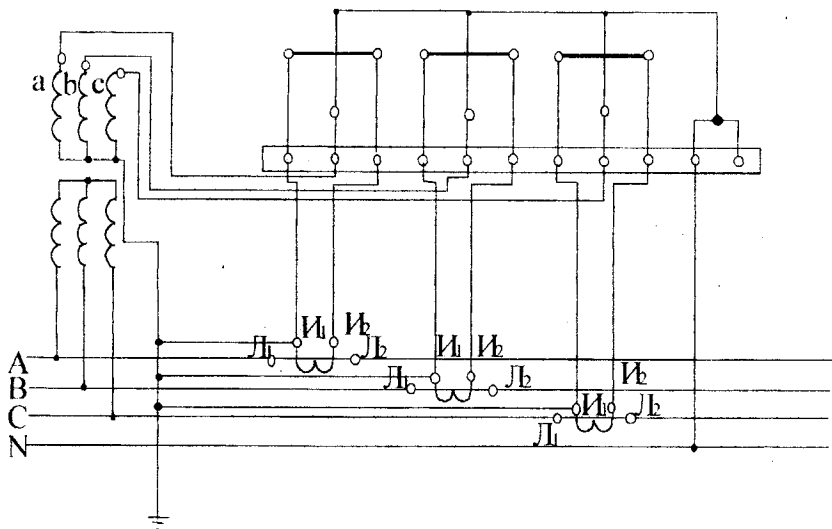 a b c
И₁ И₂
A Л₁ Л₂ И₁ И₂
B Л₁ Л₂ И₂
C И₁ Л₂
N Л₁